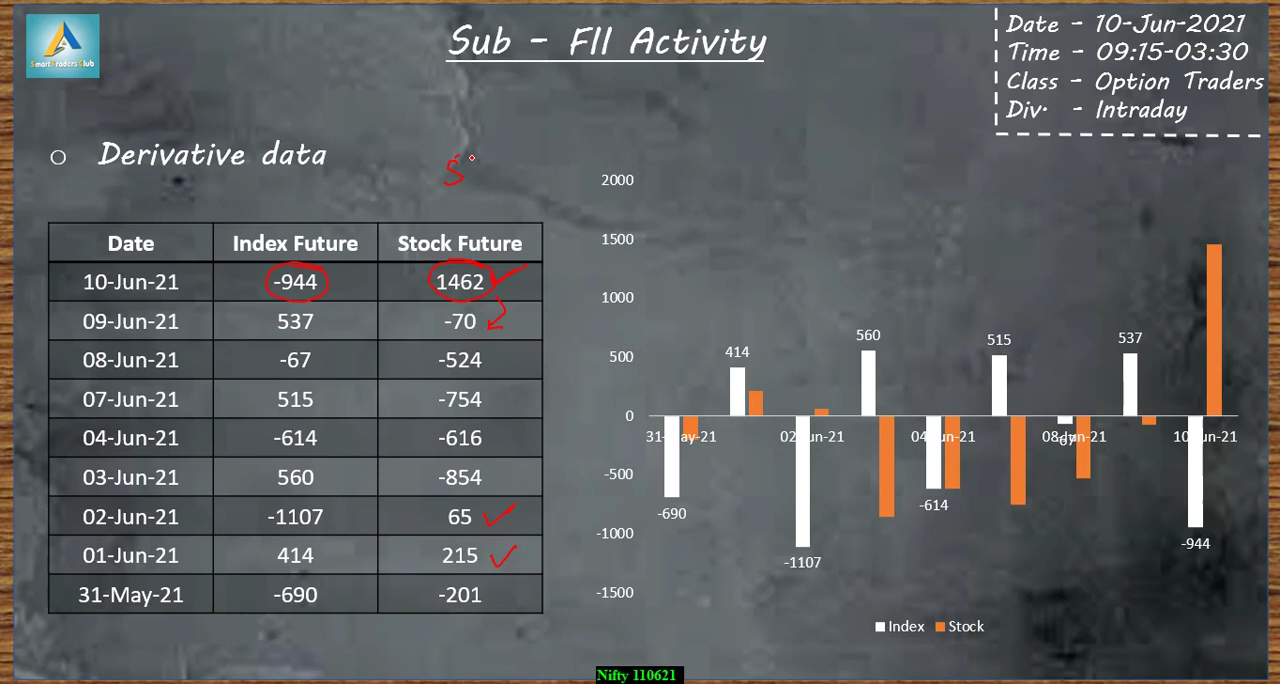 Smart Traders Club
Sub - FII Activity
Date - 10-Jun-2021
Time - 09:15-03:30
Class - Option Traders
Div. - Intraday
Derivative data
S
Date Index Future Stock Future
10-Jun-21 -944 1462
09-Jun-21 537 -70
08-Jun-21 -67 -524
07-Jun-21 515 -754
04-Jun-21 -614 -616
03-Jun-21 560 -854
02-Jun-21 -1107 65
01-Jun-21 414 215
31-May-21 -690 -201
2000
1500
1000
500
0
-500
-1000
-1500
414 560 515 537
31-May-21 02-Jun-21 04-Jun-21 08-Jun-21 10-Jun-21
-67
-690 -614
-1107 -944
Index Stock
Nifty 110621